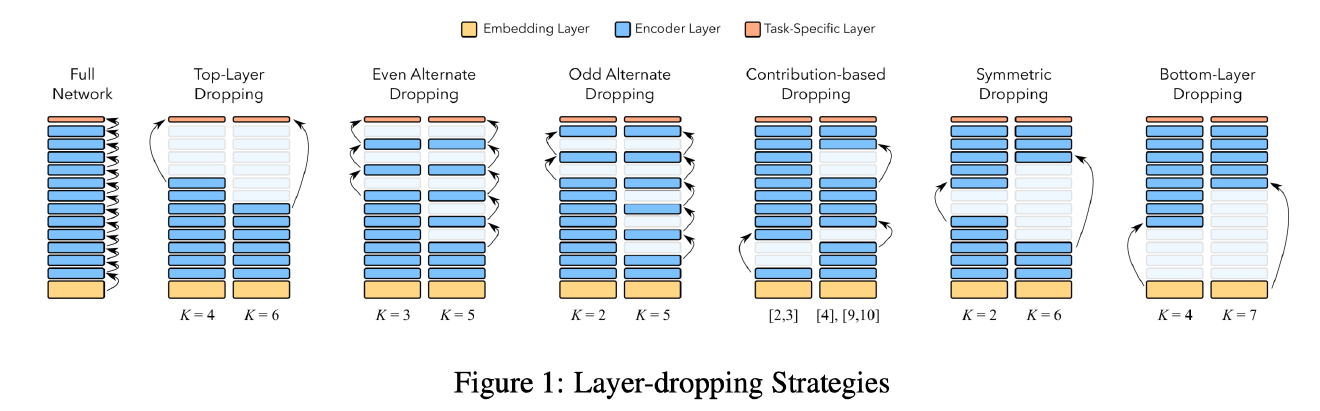 Embedding Layer Encoder Layer Task-Specific Layer
Full
Network
Top-Layer
Dropping
Even Alternate
Dropping
Odd Alternate
Dropping
Contribution-based
Dropping
Symmetric
Dropping
Bottom-Layer
Dropping
K = 4 K = 6 K = 3 K = 5 K = 2 K = 5 [2,3] [4], [9,10] K = 2 K = 6 K = 4 K = 7
Figure 1: Layer-dropping Strategies